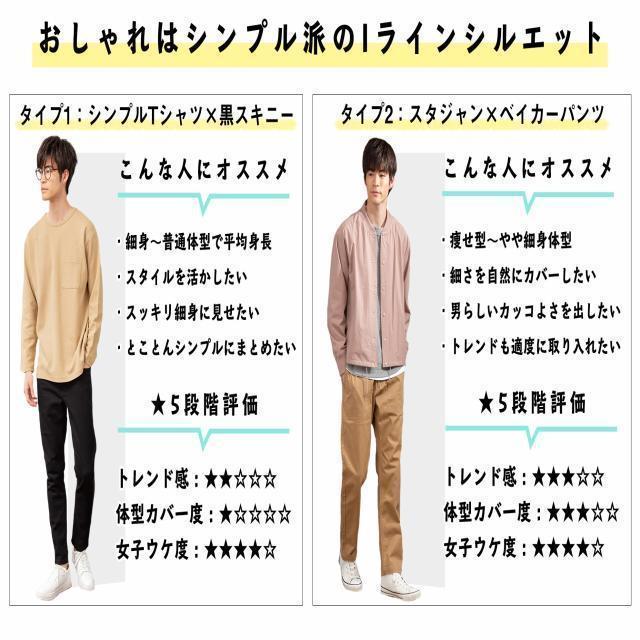 おしゃれはシンプル派のIラインシルエット
タイプ1：シンプルTシャツ×黒スキニー
こんな人にオススメ
・細身～普通体型で平均身長
・スタイルを活かしたい
・スッキリ細身に見せたい
・とことんシンプルにまとめたい
★5段階評価
トレンド感：★★☆☆☆
体型カバー度：★☆☆☆☆
女子ウケ度：★★★★☆
タイプ2：スタジャン×ベイカーパンツ
こんな人にオススメ
・痩せ型～やや細身体型
・細さを自然にカバーしたい
・男らしいカッコよさを出したい
・トレンドも適度に取り入れたい
★5段階評価
トレンド感：★★★☆☆
体型カバー度：★★★☆☆
女子ウケ度：★★★★☆